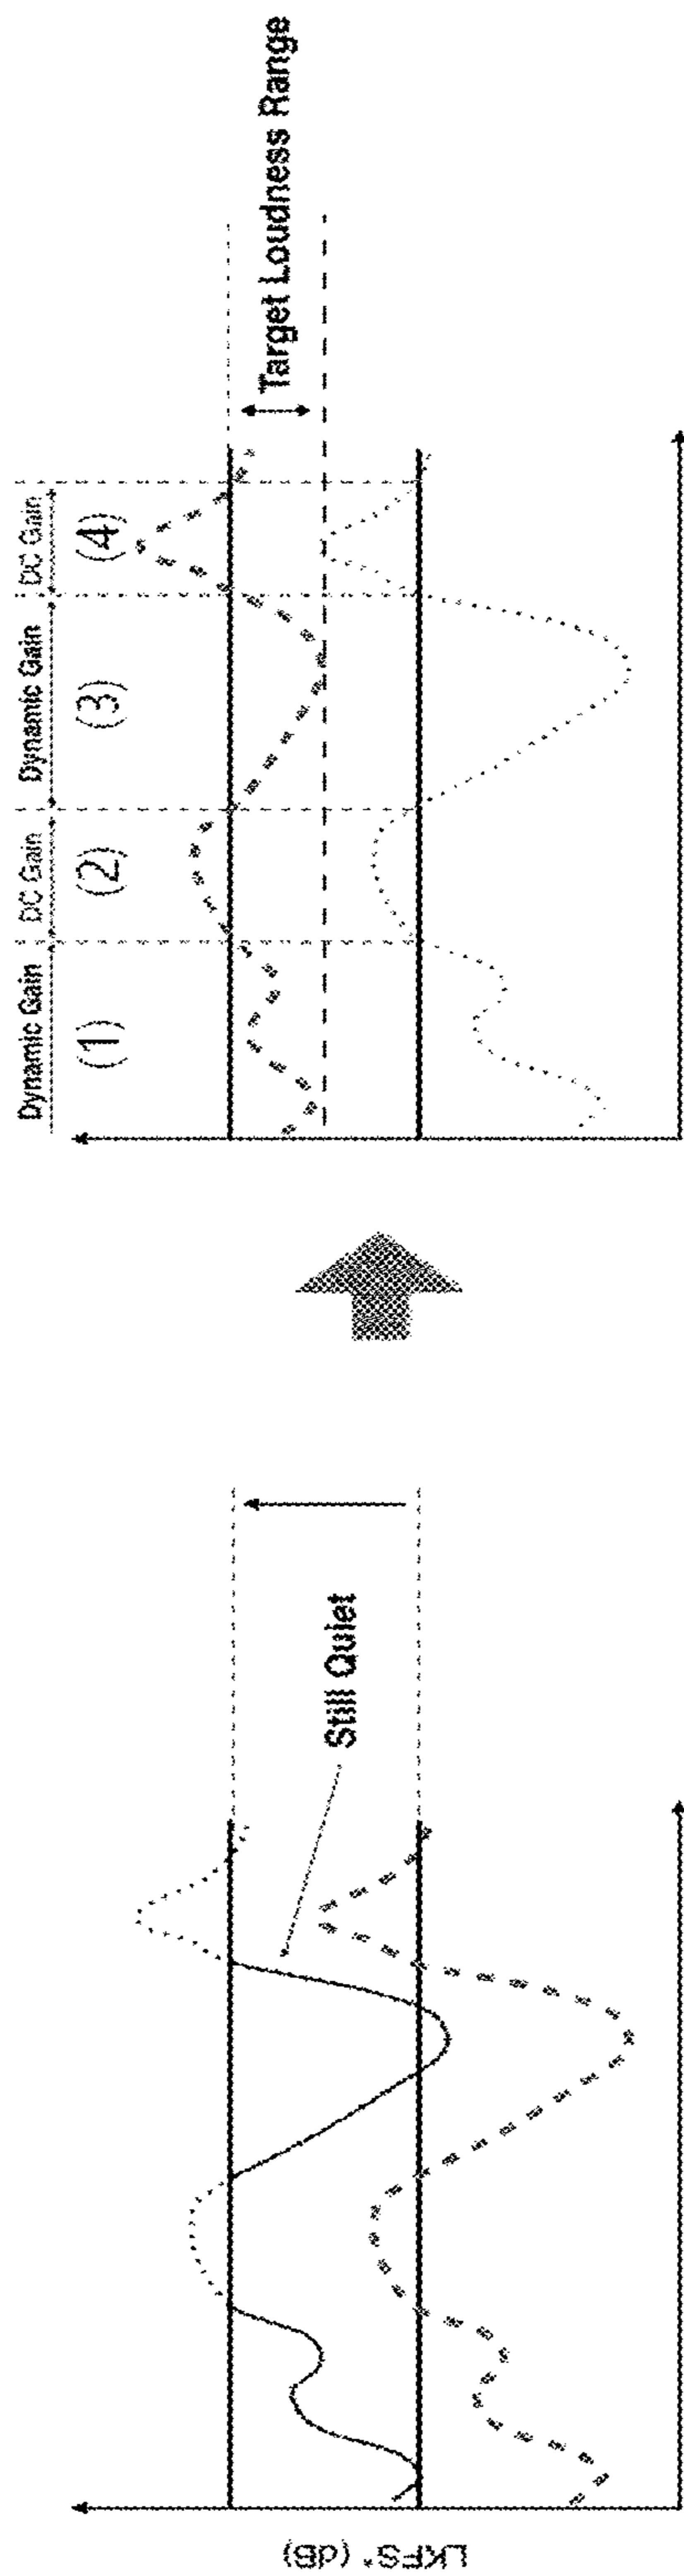 LKFS* (dB)
Still Quiet
Dynamic Gain
DC Gain
Dynamic Gain
DC Gain
(1)
(2)
(3)
(4)
Target Loudness Range